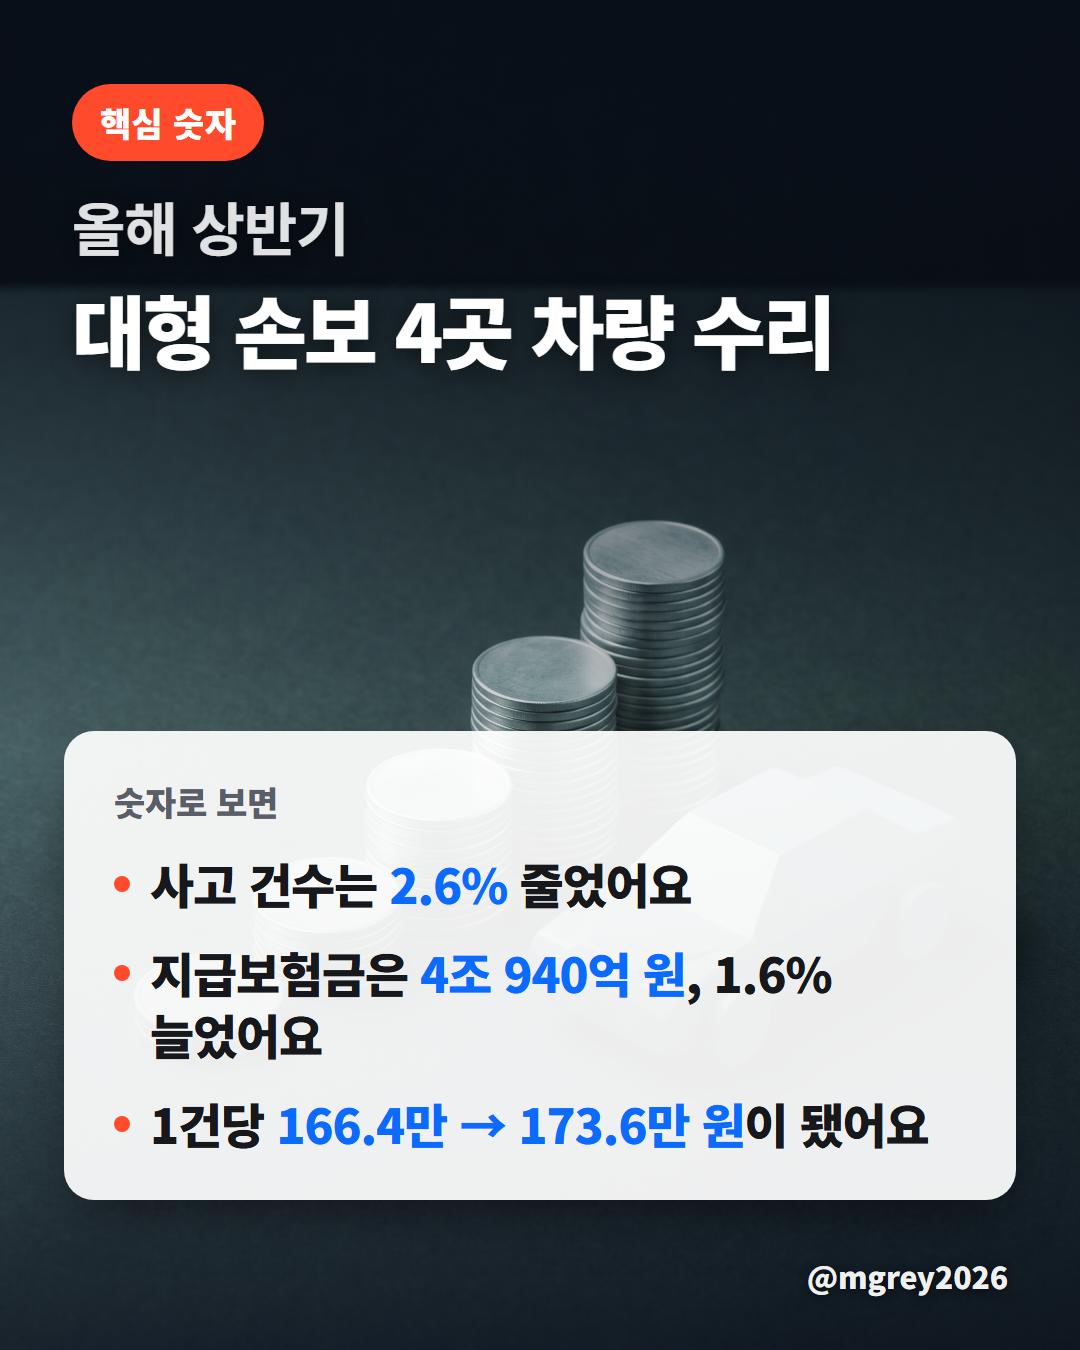 핵심 숫자
올해 상반기
대형 손보 4곳 차량 수리
숫자로 보면
• 사고 건수는 2.6% 줄었어요
• 지급보험금은 4조 940억 원, 1.6%
늘었어요
• 1건당 166.4만 → 173.6만 원이 됐어요
@mgrey2026